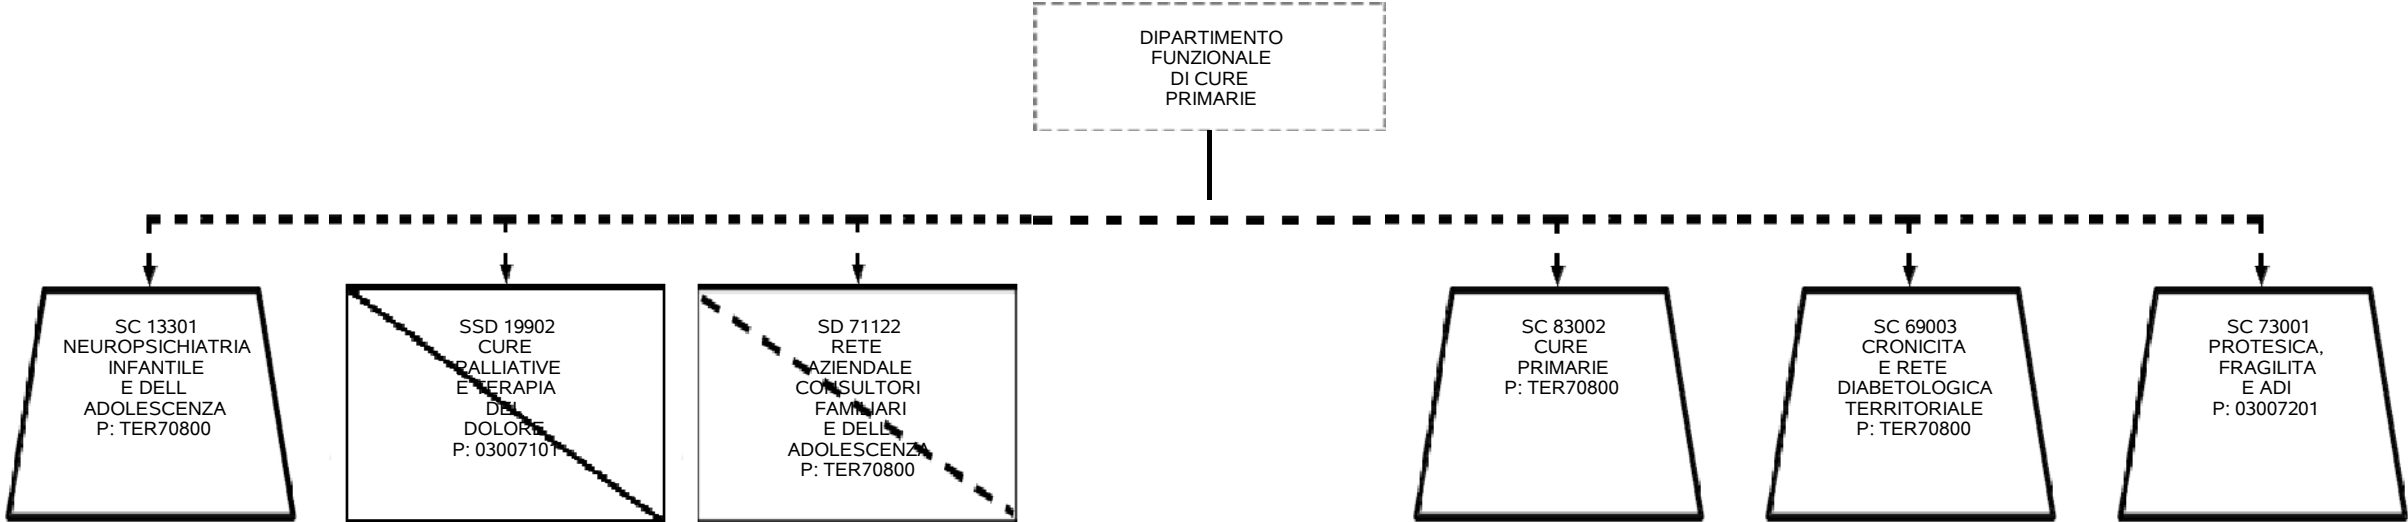 DIPARTIMENTO
FUNZIONALE
DI CURE
PRIMARIE
SC 13301
NEUROPSICHIATRIA
INFANTILE
E DELL
ADOLESCENZA
P: TER70800
SSD 19902
CURE
PALLIATIVE
E TERAPIA
DEL
DOLORE
P: 03007101
SD 71122
RETE
AZIENDALE
CONSULTORI
FAMILIARI
E DELL
ADOLESCENZA
P: TER70800
SC 83002
CURE
PRIMARIE
P: TER70800
SC 69003
CRONICITA
E RETE
DIABETOLOGICA
TERRITORIALE
P: TER70800
SC 73001
PROTESICA,
FRAGILITA
E ADI
P: 03007201